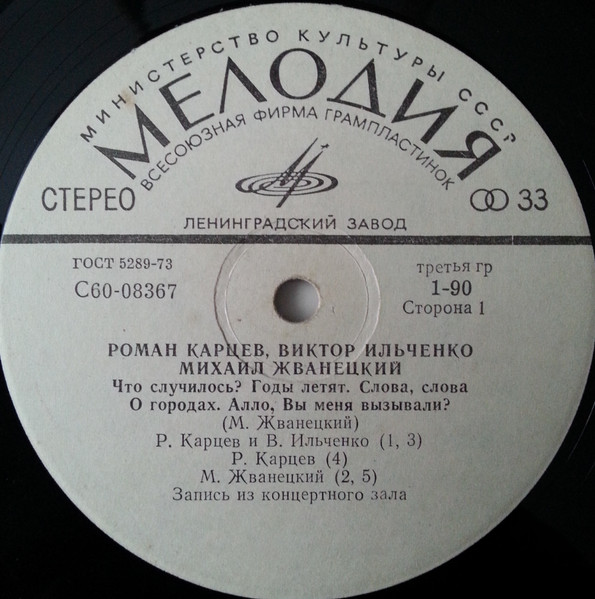 МИНИСТЕРСТВО КУЛЬТУРЫ СССР
МЕЛОДИЯ
ВСЕСОЮЗНАЯ ФИРМА ГРАМПЛАСТИНОК
СТЕРЕО
33
ЛЕНИНГРАДСКИЙ ЗАВОД
ГОСТ 5289-73
третья гр
С60-08367
1-90
Сторона 1
РОМАН КАРЦЕВ, ВИКТОР ИЛЬЧЕНКО
МИХАИЛ ЖВАНЕЦКИЙ
Что случилось? Годы летят. Слова, слова
О городах. Алло, Вы меня вызывали?
(М. Жванецкий)
Р. Карцев и В. Ильченко (1, 3)
Р. Карцев (4)
М. Жванецкий (2, 5)
Запись из концертного зала